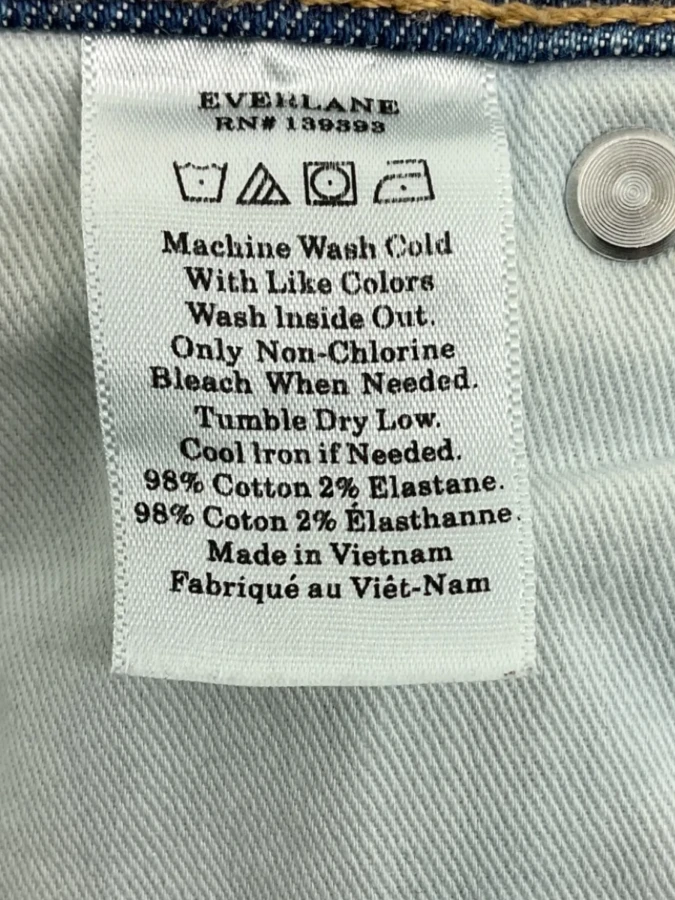 EVERLANE
RN# 139393
Machine Wash Cold
With Like Colors
Wash Inside Out.
Only Non-Chlorine
Bleach When Needed.
Tumble Dry Low.
Cool Iron if Needed.
98% Cotton 2% Elastane.
98% Coton 2% Élasthanne.
Made in Vietnam
Fabriqué au Viêt-Nam